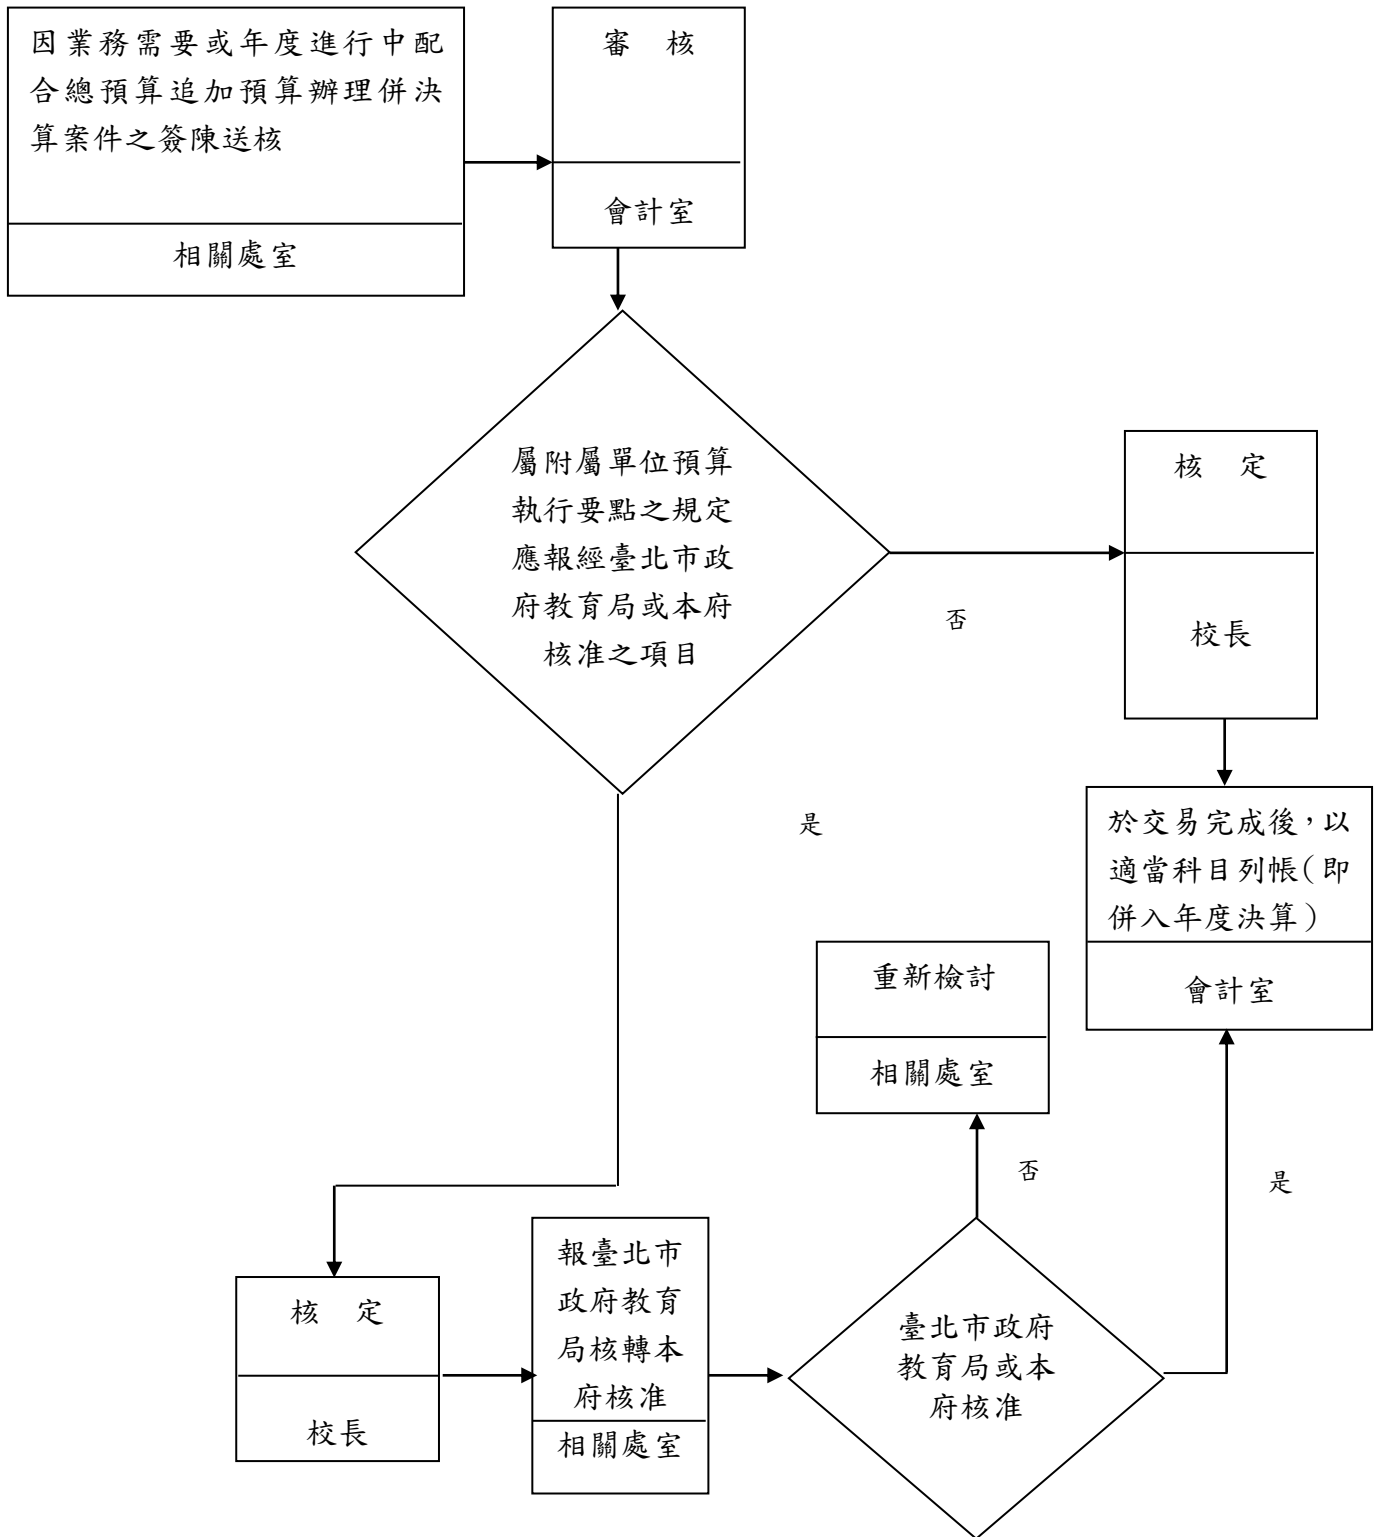 因業務需要或年度進行中配
合總預算追加預算辦理併決
算案件之簽陳送核
相關處室
審　核
會計室
屬附屬單位預算
執行要點之規定
應報經臺北市政
府教育局或本府
核准之項目
否
核　定
校長
是
於交易完成後，以
適當科目列帳(即
併入年度決算)
會計室
重新檢討
相關處室
否
是
核　定
校長
報臺北市
政府教育
局核轉本
府核准
相關處室
臺北市政府
教育局或本
府核准